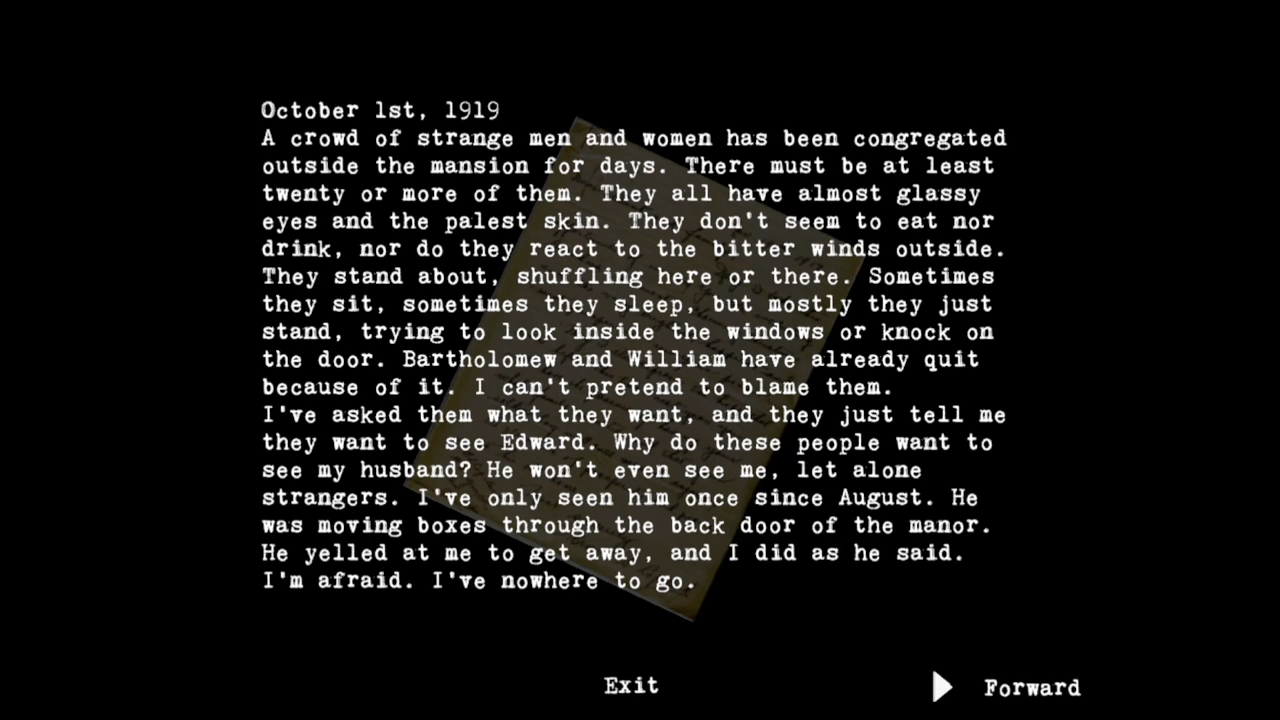 October 1st, 1919
A crowd of strange men and women has been congregated
outside the mansion for days. There must be at least
twenty or more of them. They all have almost glassy
eyes and the palest skin. They don't seem to eat nor
drink, nor do they react to the bitter winds outside.
They stand about, shuffling here or there. Sometimes
they sit, sometimes they sleep, but mostly they just
stand, trying to look inside the windows or knock on
the door. Bartholomew and William have already quit
because of it. I can't pretend to blame them.
I've asked them what they want, and they just tell me
they want to see Edward. Why do these people want to
see my husband? He won't even see me, let alone
strangers. I've only seen him once since August. He
was moving boxes through the back door of the manor.
He yelled at me to get away, and I did as he said.
I'm afraid. I've nowhere to go.
Exit
Forward